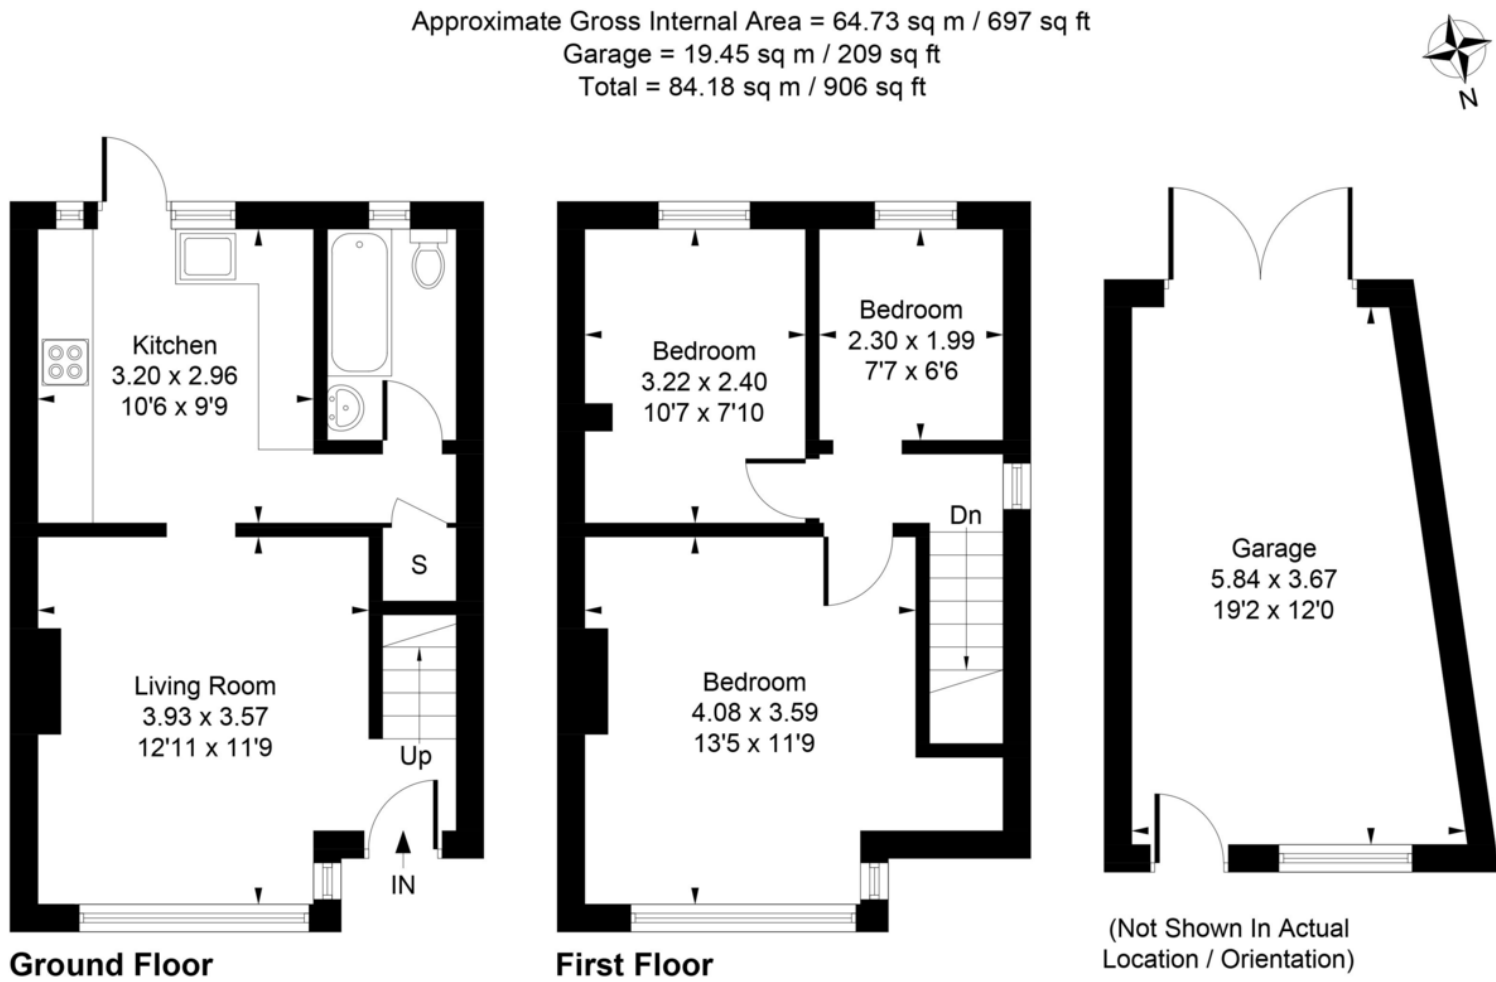 Approximate Gross Internal Area = 64.73 sq m / 697 sq ft
Garage = 19.45 sq m / 209 sq ft
Total = 84.18 sq m / 906 sq ft
N
Kitchen
3.20 x 2.96
10'6 x 9'9
S
Living Room
3.93 x 3.57
12'11 x 11'9
Up
IN
Ground Floor
Bedroom
3.22 x 2.40
10'7 x 7'10
Bedroom
2.30 x 1.99
7'7 x 6'6
Dn
Bedroom
4.08 x 3.59
13'5 x 11'9
First Floor
Garage
5.84 x 3.67
19'2 x 12'0
(Not Shown In Actual
Location / Orientation)